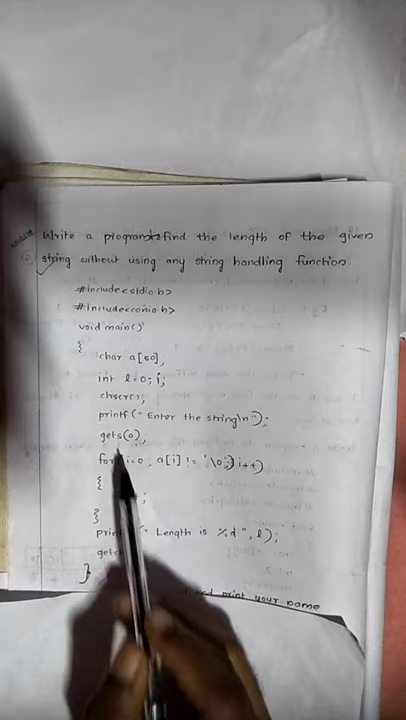 Write a program to find the length of the given
string without using any string handling function.
#include<stdio.h>
#include<conio.h>
void main()
{
char a[50];
int l=0; i;
clrscr();
printf("Enter the string\n");
gets(a);
for i=0; a[i] != '\0'; i++)
{
;
}
"Length is %d", l);
getch
}
print your name